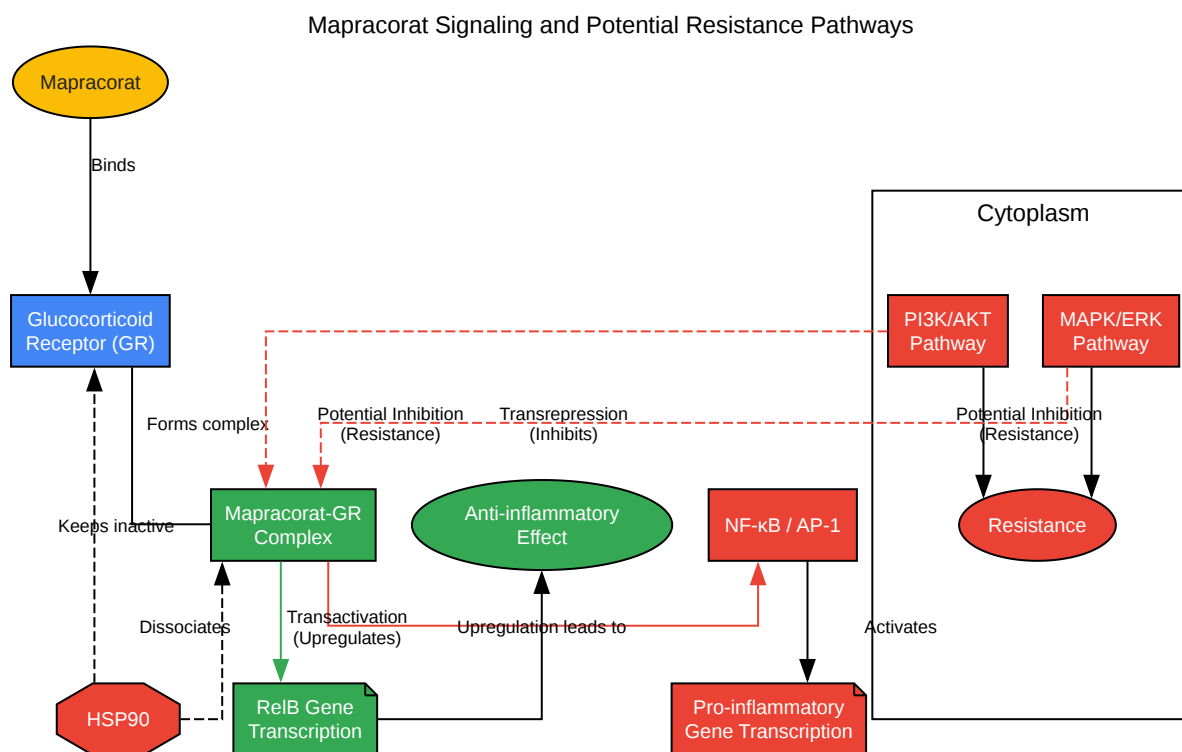 Mapracorat Signaling and Potential Resistance Pathways
Mapracorat
Binds
Cytoplasm
Glucocorticoid
Receptor (GR)
PI3K/AKT
Pathway
MAPK/ERK
Pathway
Forms complex
Potential Inhibition
(Resistance)
Transrepression
(Inhibits)
Potential Inhibition
(Resistance)
Keeps inactive
Mapracorat-GR
Complex
Anti-inflammatory
Effect
NF-κB / AP-1
Resistance
Dissociates
Transactivation
(Upregulates)
Upregulation leads to
Activates
HSP90
RelB Gene
Transcription
Pro-inflammatory
Gene Transcription